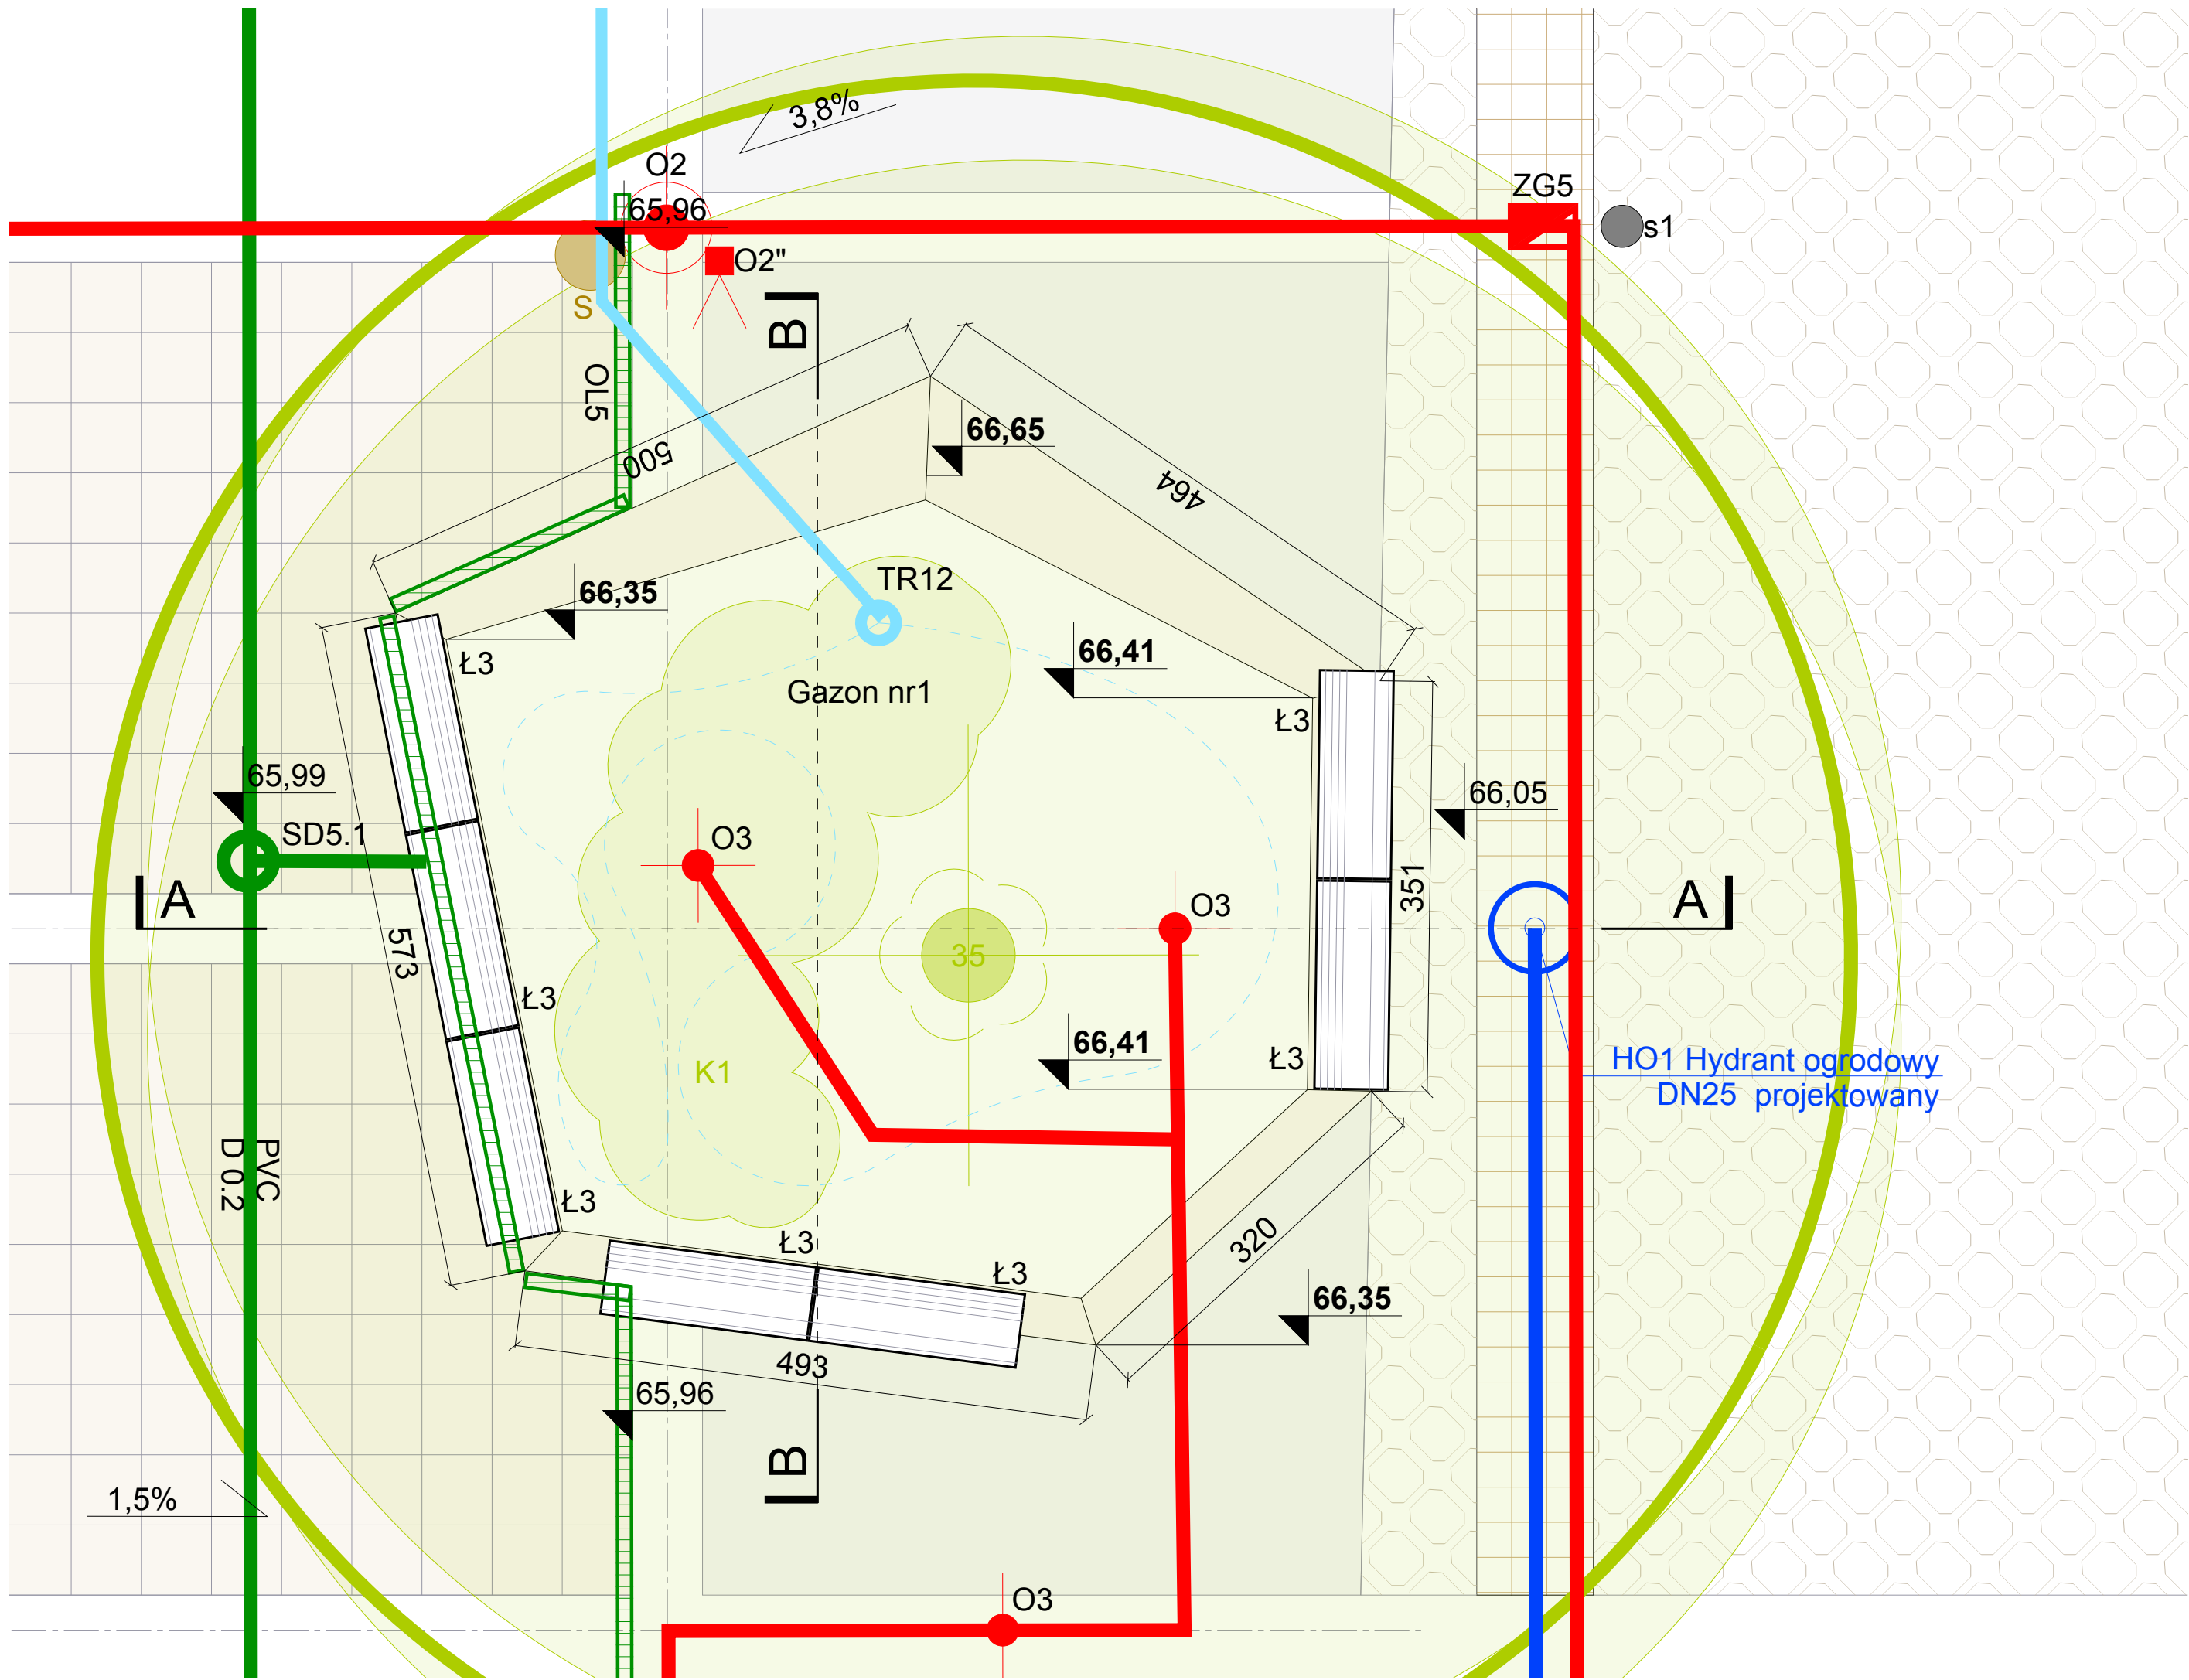 3,8%
O2
ZG5
65,96
s1
O2"
S
B
OL5
66,65
500
464
TR12
66,35
66,41
Ł3
Gazon nr1
Ł3
65,99
66,05
SD5.1
O3
351
A
O3
A
573
35
Ł3
66,41
Ł3
HO1 Hydrant ogrodowy
DN25 projektowany
K1
PVC
D 0.2
Ł3
320
Ł3
Ł3
66,35
493
65,96
B
1,5%
O3